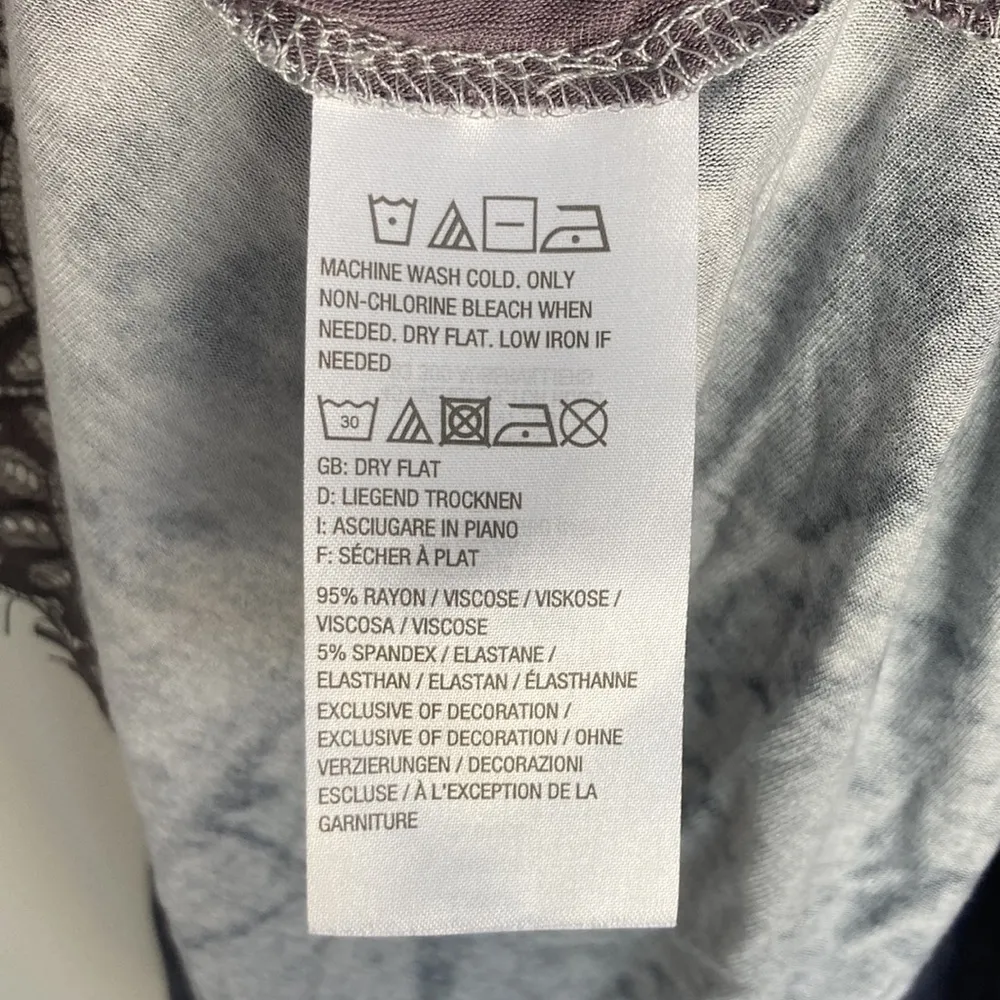 MACHINE WASH COLD. ONLY
NON-CHLORINE BLEACH WHEN
NEEDED. DRY FLAT. LOW IRON IF
NEEDED
30
GB: DRY FLAT
D: LIEGEND TROCKNEN
I: ASCIUGARE IN PIANO
F: SÉCHER À PLAT
95% RAYON / VISCOSE / VISKOSE /
VISCOSA / VISCOSE
5% SPANDEX / ELASTANE /
ELASTHAN / ELASTAN / ÉLASTHANNE
EXCLUSIVE OF DECORATION /
EXCLUSIVE OF DECORATION / OHNE
VERZIERUNGEN / DECORAZIONI
ESCLUSE / À L'EXCEPTION DE LA
GARNITURE